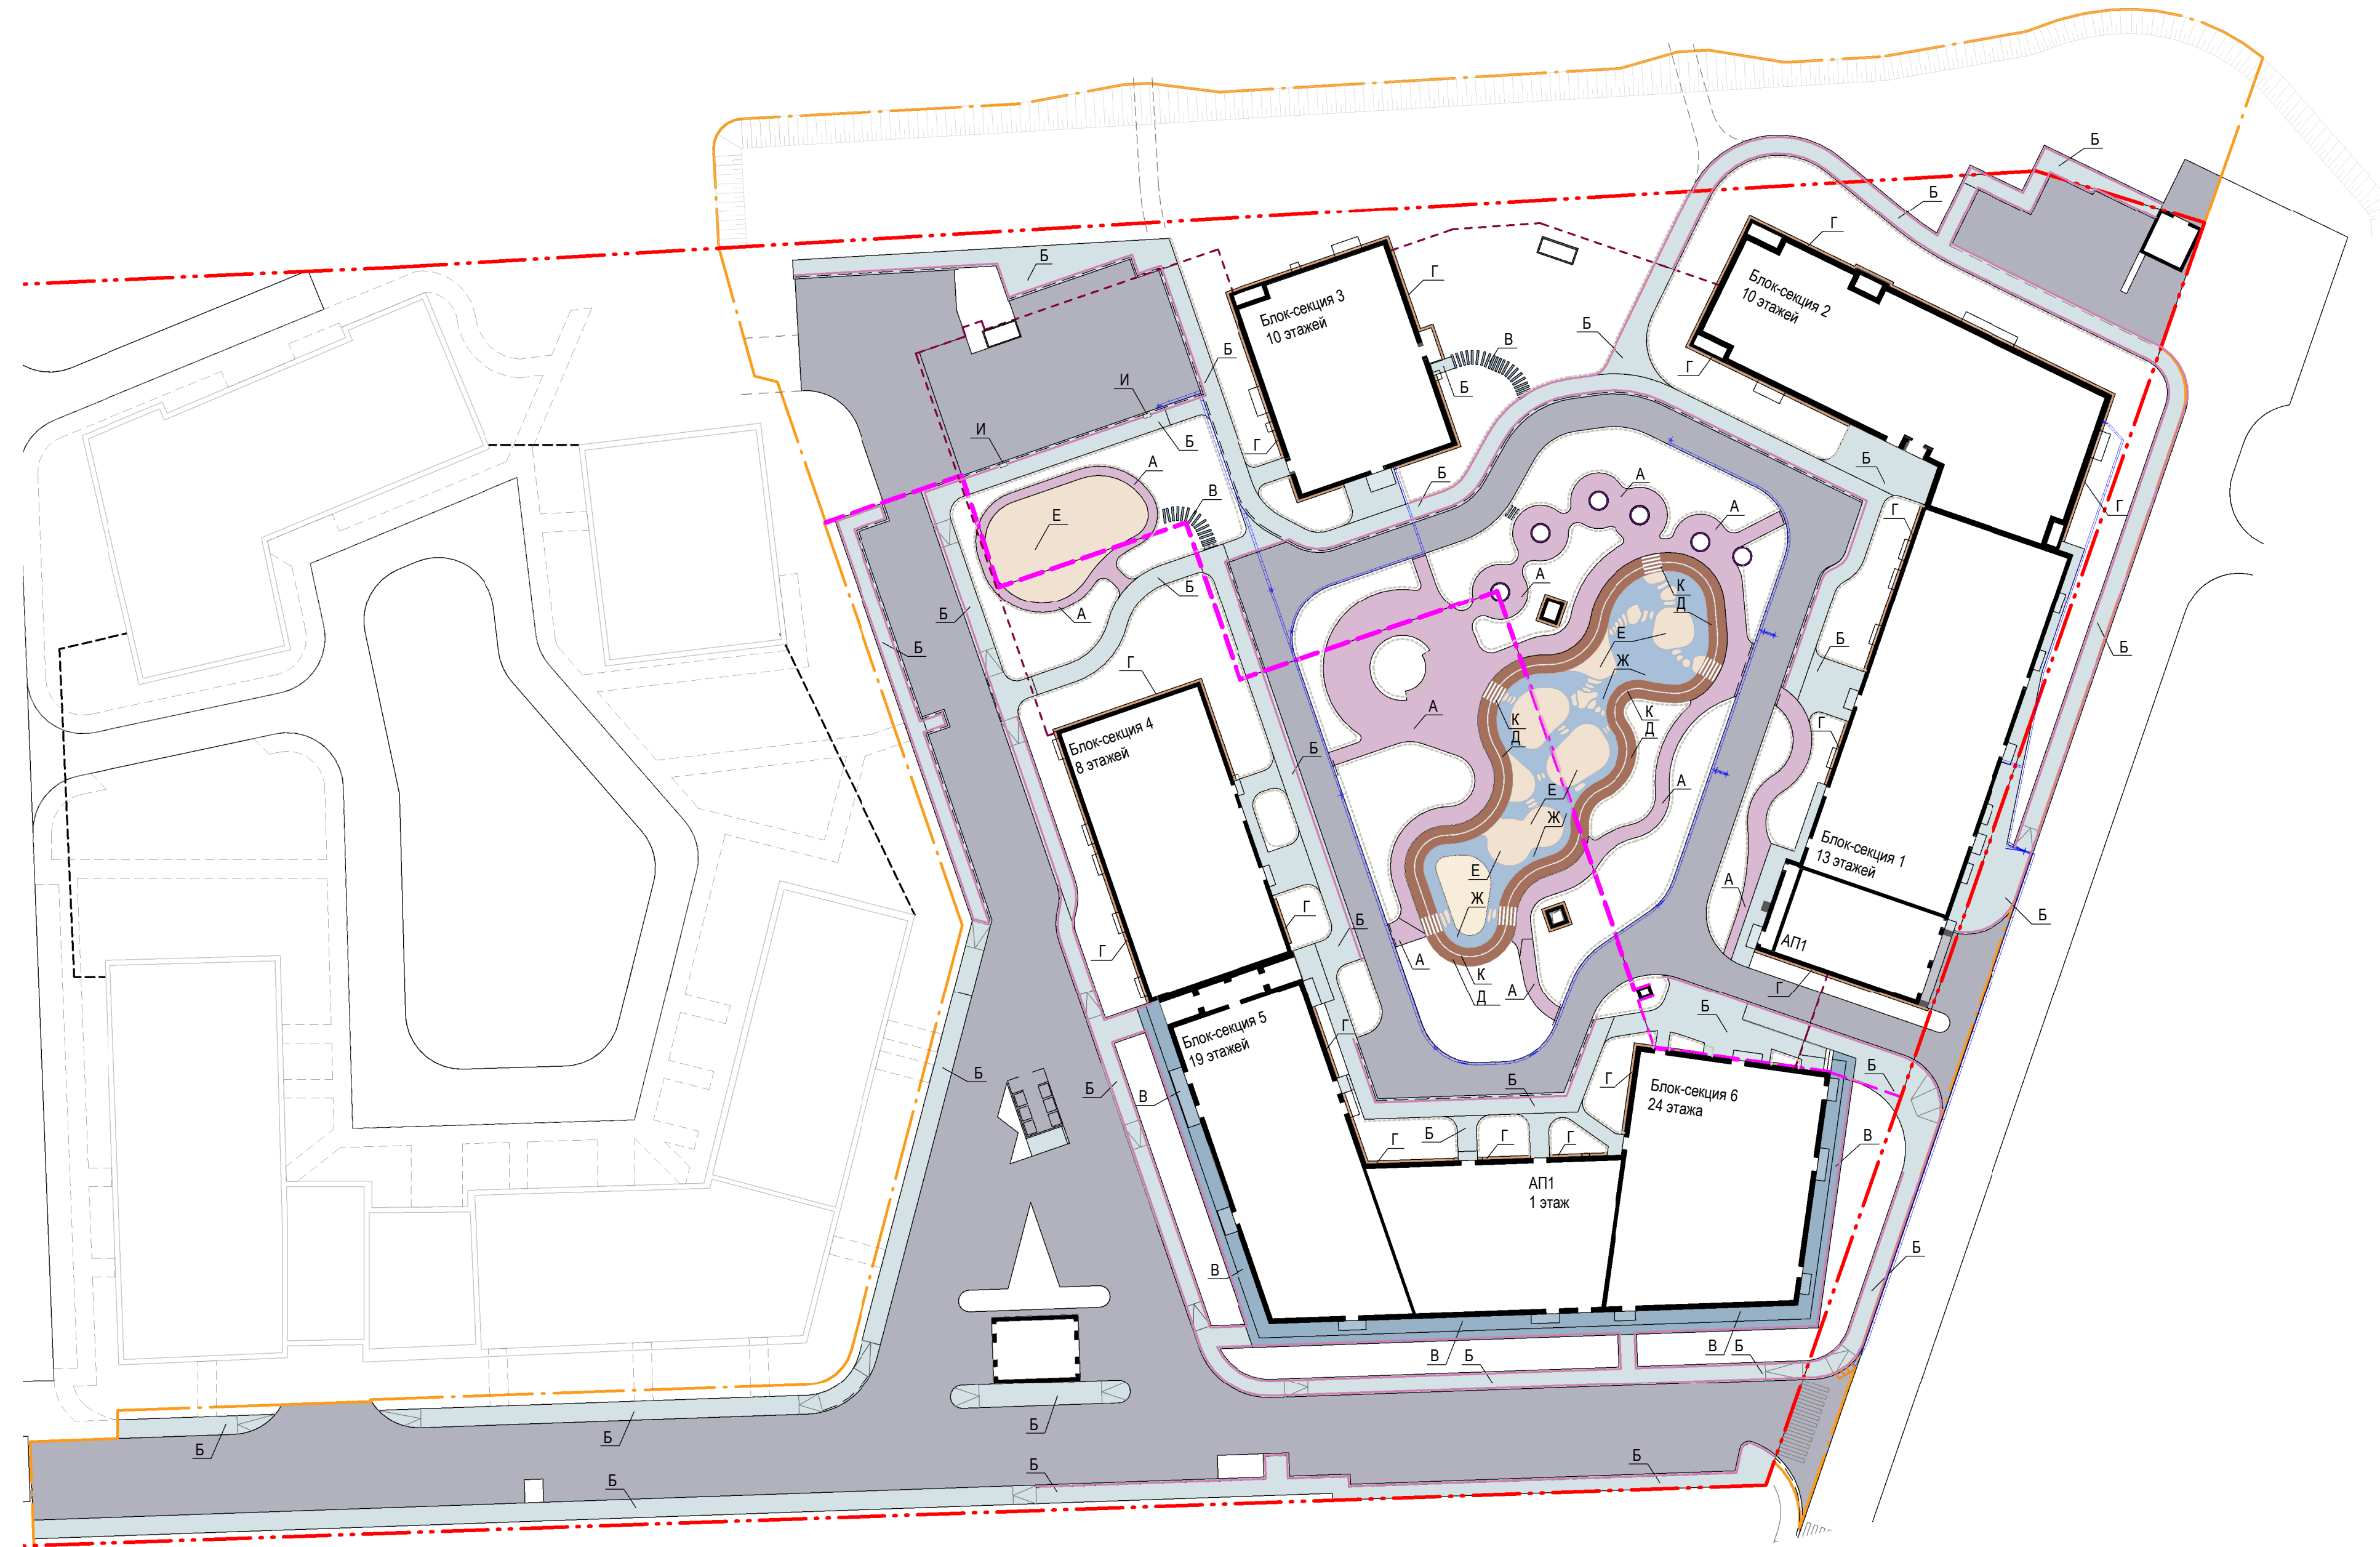 Б
Б
Г
Б
Г
Блок-секция 2
10 этажей
Блок-секция 3
10 этажей
Б
В
Б
Б
Г
И
Б
И
Б
Г
А
В
Е
Б
А
А
Б
Г
Г
А
К
Д
Б
Б
А
Е
Б
Б
Ж
Б
Г
А
К
Д
К
Д
Г
Блок-секция 4
8 этажей
Б
А
Е
Ж
Блок-секция 1
13 этажей
Е
А
Г
Ж
Б
Б
АП1
Г
А
К
Д
А
Г
Б
Блок-секция 5
19 этажей
Г
Б
Б
В
Б
Г
Блок-секция 6
24 этажа
Б
Б
Г
Г
Г
В
АП1
1 этаж
В
Б
В
Б
В
Б
Б
Б
Б
Б
Б
Б